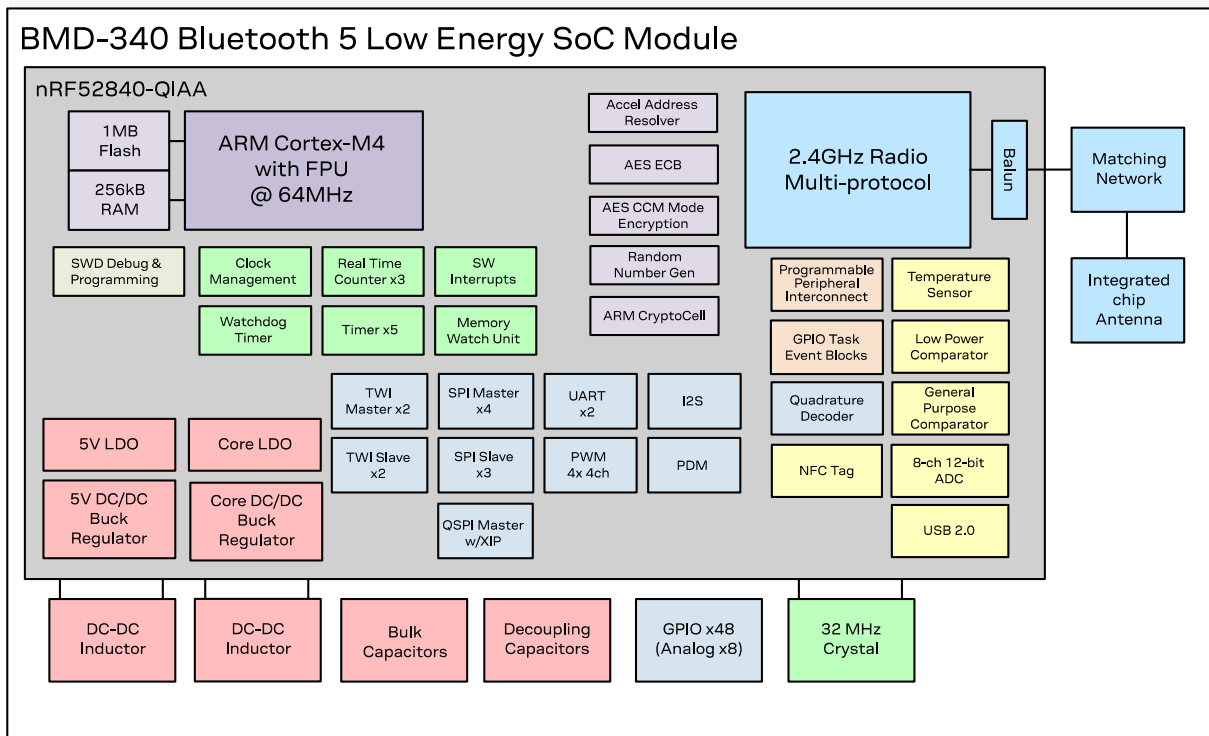 BMD-340 Bluetooth 5 Low Energy SoC Module
nRF52840-QIAA
1MB
Flash
256kB
RAM
ARM Cortex-M4
with FPU
@ 64MHz
Accel Address
Resolver
AES ECB
AES CCM Mode
Encryption
Random
Number Gen
ARM CryptoCell
2.4GHz Radio
Multi-protocol
Balun
Matching
Network
Integrated
chip
Antenna
SWD Debug &
Programming
Clock
Management
Real Time
Counter x3
SW
Interrupts
Watchdog
Timer
Timer x5
Memory
Watch Unit
Programmable
Peripheral
Interconnect
Temperature
Sensor
GPIO Task
Event Blocks
Low Power
Comparator
Quadrature
Decoder
General
Purpose
Comparator
NFC Tag
8-ch 12-bit
ADC
USB 2.0
TWI
Master x2
SPI Master
x4
UART
x2
I2S
TWI Slave
x2
SPI Slave
x3
PWM
4x 4ch
PDM
QSPI Master
w/XIP
5V LDO
Core LDO
5V DC/DC
Buck
Regulator
Core DC/DC
Buck
Regulator
DC-DC
Inductor
DC-DC
Inductor
Bulk
Capacitors
Decoupling
Capacitors
GPIO x48
(Analog x8)
32 MHz
Crystal